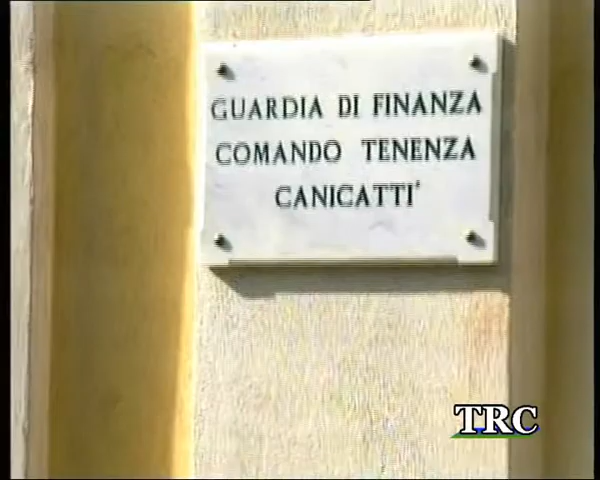 GUARDIA DI FINANZA
COMANDO TENENZA
CANICATTI'
TRC